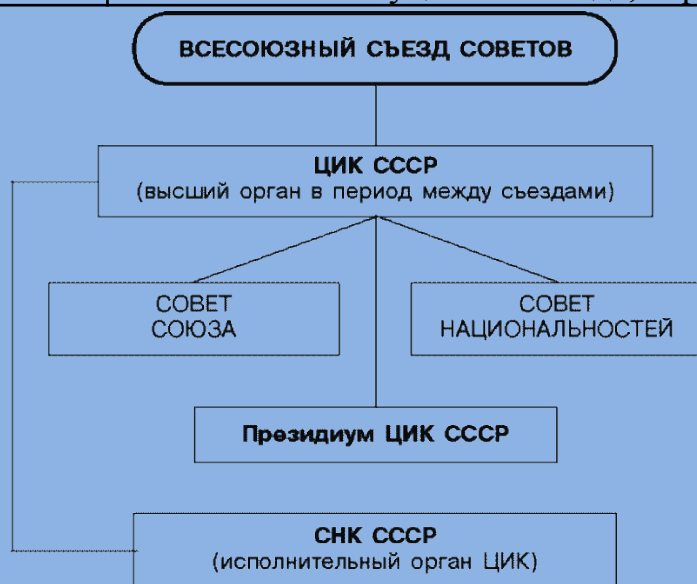 ВСЕСОЮЗНЫЙ СЪЕЗД СОВЕТОВ
ЦИК СССР
(высший орган в период между съездами)
СОВЕТ
СОЮЗА
СОВЕТ
НАЦИОНАЛЬНОСТЕЙ
Президиум ЦИК СССР
СНК СССР
(исполнительный орган ЦИК)